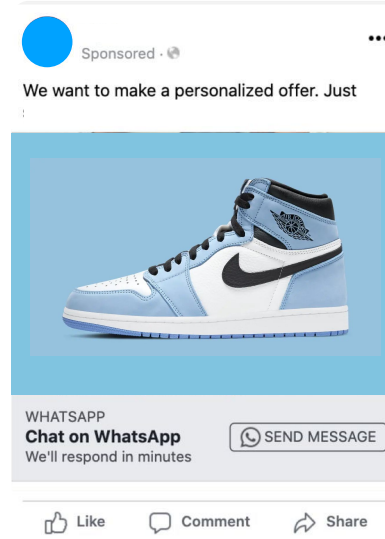 Sponsored ·
We want to make a personalized offer. Just
WHATSAPP
Chat on WhatsApp
We'll respond in minutes
SEND MESSAGE
Like
Comment
Share